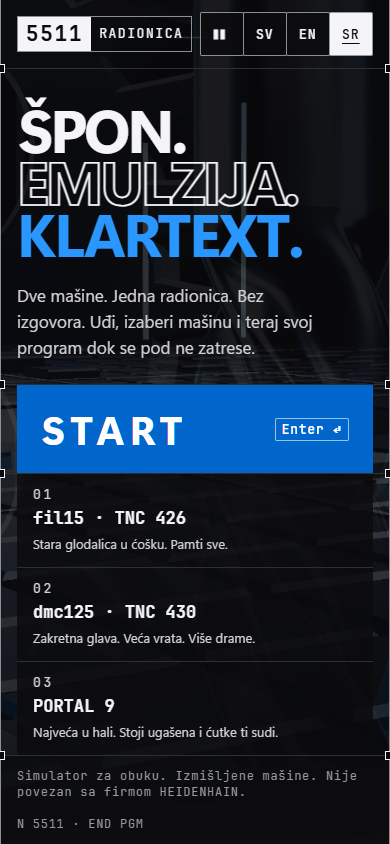 5511 RADIONICA SV EN SR
ŠPON.
EMULZIJA.
KLARTEXT.
Dve mašine. Jedna radionica. Bez
izgovora. Uđi, izaberi mašinu i teraj svoj
program dok se pod ne zatrese.
START Enter ⏎
01
fil15 · TNC 426
Stara glodalica u ćošku. Pamti sve.
02
dmc125 · TNC 430
Zakretna glava. Veća vrata. Više drame.
03
PORTAL 9
Najveća u hali. Stoji ugašena i ćutke ti sudi.
Simulator za obuku. Izmišljene mašine. Nije
povezan sa firmom HEIDENHAIN.
N 5511 · END PGM